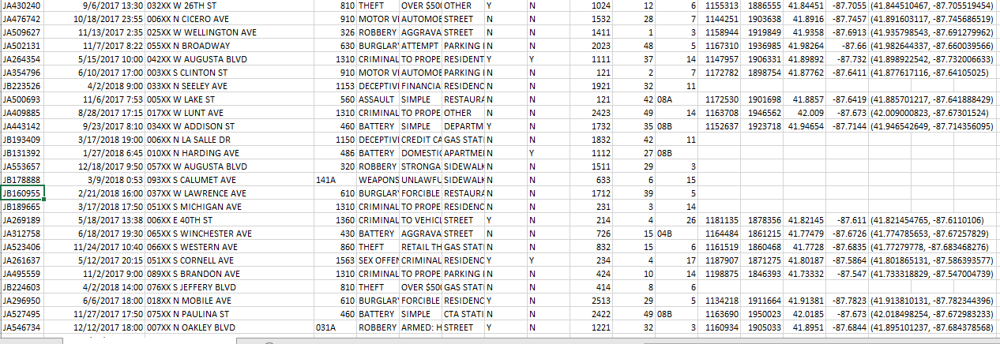 JA430240 9/6/2017 13:30 032XX W 26TH ST 810 THEFT OVER $500 OTHER Y N 1024 12 6 1155313 1886555 41.84451 -87.7055 (41.844510467, -87.705519454)
JA476742 10/18/2017 23:55 006XX N CICERO AVE 910 MOTOR VI AUTOMOB STREET N N 1532 28 7 1144251 1903638 41.8916 -87.7457 (41.891603117, -87.745686519)
JA509627 11/13/2017 2:35 025XX W WELLINGTON AVE 326 ROBBERY AGGRAVA STREET N N 1411 1 3 1158944 1919849 41.9358 -87.6913 (41.935798543, -87.691279962)
JA502131 11/7/2017 8:22 055XX N BROADWAY 630 BURGLAR ATTEMPT PARKING N N 2023 48 5 1167310 1936985 41.98264 -87.66 (41.982644337, -87.660039566)
JA264354 5/15/2017 10:00 042XX W AUGUSTA BLVD 1310 CRIMINAL TO PROPE RESIDENT Y Y 1111 37 14 1147957 1906331 41.89892 -87.732 (41.898922542, -87.732006633)
JA354796 6/10/2017 17:00 003XX S CLINTON ST 910 MOTOR VI AUTOMOB PARKING N N 121 2 7 1172782 1898754 41.87762 -87.6411 (41.877617116, -87.64105025)
JB223526 4/2/2018 9:00 033XX N SEELEY AVE 1153 DECEPTIV FINANCIA RESIDENC N N 1921 32 11
JA500693 11/6/2017 7:53 005XX W LAKE ST 560 ASSAULT SIMPLE RESTAURA N N 121 42 08A 1172530 1901698 41.8857 -87.6419 (41.885701217, -87.641888429)
JA409885 8/28/2017 17:15 017XX W LUNT AVE 1310 CRIMINAL TO PROPE OTHER N N 2423 49 14 1163708 1946562 42.009 -87.673 (42.009000823, -87.67301524)
JA443142 9/23/2017 8:10 034XX W ADDISON ST 460 BATTERY SIMPLE DEPARTM Y N 1732 35 08B 1152637 1923718 41.94654 -87.7144 (41.946542649, -87.714356095)
JB193409 3/17/2018 19:00 006XX N LA SALLE DR 1150 DECEPTIV CREDIT CA GAS STATI N N 1832 42 11
JB131392 1/27/2018 6:45 010XX N HARDING AVE 486 BATTERY DOMESTIC APARTMEI N Y 1112 27 08B
JA553657 12/18/2017 9:50 057XX W AUGUSTA BLVD 320 ROBBERY STRONGA SIDEWALK N N 1511 29 3
JB178888 3/9/2018 0:53 093XX S CALUMET AVE 141A WEAPONS UNLAWFU SIDEWALK N N 633 6 15
JB160955 2/21/2018 16:00 037XX W LAWRENCE AVE 610 BURGLAR FORCIBLE RESTAURA N N 1712 39 5
JB189665 3/17/2018 17:50 051XX S MICHIGAN AVE 1310 CRIMINAL TO PROPE RESIDENC N N 231 3 14
JA269189 5/18/2017 13:38 006XX E 40TH ST 1360 CRIMINAL TO VEHICL STREET Y N 214 4 26 1181135 1878356 41.82145 -87.611 (41.821454765, -87.6110106)
JA312758 6/18/2017 19:30 065XX S WINCHESTER AVE 430 BATTERY AGGRAVA STREET N N 726 15 04B 1164484 1861215 41.77479 -87.6726 (41.774785653, -87.67257829)
JA523406 11/24/2017 10:40 066XX S WESTERN AVE 860 THEFT RETAIL TH GAS STATI N N 832 15 6 1161519 1860468 41.7728 -87.6835 (41.77279778, -87.683468276)
JA261637 5/12/2017 20:15 051XX S CORNELL AVE 1563 SEX OFFEN CRIMINAL RESIDENC Y Y 234 4 17 1187907 1871275 41.80187 -87.5864 (41.801865131, -87.586393577)
JA495559 11/2/2017 9:00 089XX S BRANDON AVE 1310 CRIMINAL TO PROPE PARKING N N 424 10 14 1198875 1846393 41.73332 -87.547 (41.733318829, -87.547004739)
JB224603 4/2/2018 14:00 076XX S JEFFERY BLVD 810 THEFT OVER $500 GAS STATI N N 414 8 6
JA296950 6/6/2017 18:00 018XX N MOBILE AVE 610 BURGLAR FORCIBLE RESIDENC Y N 2513 29 5 1134218 1911664 41.91381 -87.7823 (41.913810131, -87.782344396)
JA527495 11/27/2017 17:50 075XX N PAULINA ST 460 BATTERY SIMPLE CTA STATI N N 2422 49 08B 1163690 1950023 42.0185 -87.673 (42.018498254, -87.672983233)
JA546734 12/12/2017 18:00 007XX N OAKLEY BLVD 031A ROBBERY ARMED: H STREET Y N 1221 32 3 1160934 1905033 41.8951 -87.6844 (41.895101237, -87.684378568)